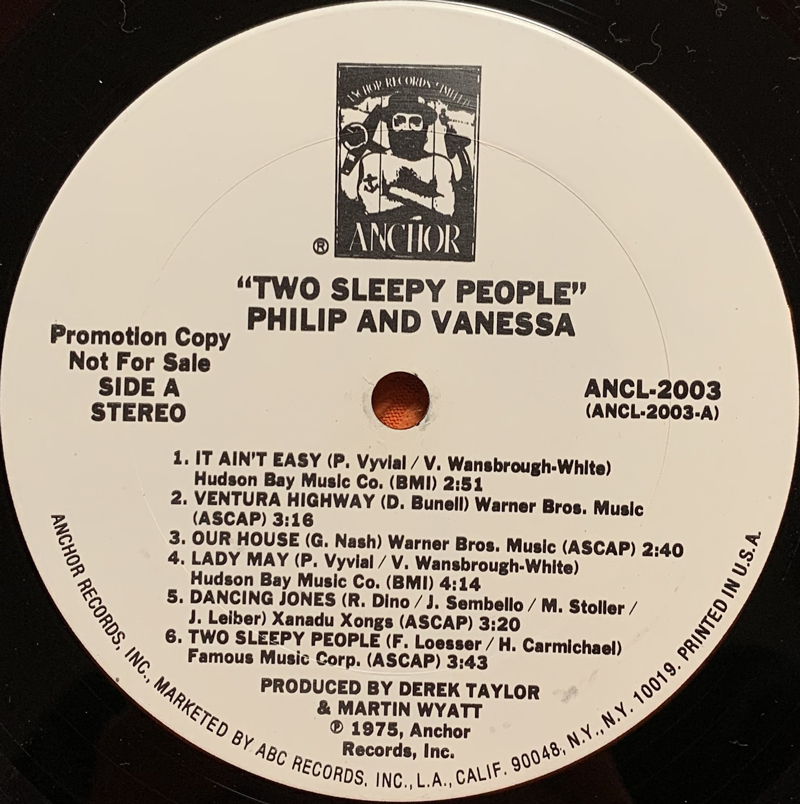 ANCHOR RECORDS LIMITED
ANCHOR
®
"TWO SLEEPY PEOPLE"
PHILIP AND VANESSA
Promotion Copy
Not For Sale
SIDE A
STEREO
ANCL-2003
(ANCL-2003-A)
1. IT AIN'T EASY (P. Vyvial / V. Wansbrough-White)
Hudson Bay Music Co. (BMI) 2:51
2. VENTURA HIGHWAY (D. Bunell) Warner Bros. Music
(ASCAP) 3:16
3. OUR HOUSE (G. Nash) Warner Bros. Music (ASCAP) 2:40
4. LADY MAY (P. Vyvial / V. Wansbrough-White)
Hudson Bay Music Co. (BMI) 4:14
5. DANCING JONES (R. Dino / J. Sembello / M. Stoller /
J. Leiber) Xanadu Xongs (ASCAP) 3:20
6. TWO SLEEPY PEOPLE (F. Loesser / H. Carmichael)
Famous Music Corp. (ASCAP) 3:43
PRODUCED BY DEREK TAYLOR
& MARTIN WYATT
℗ 1975, Anchor
Records, Inc.
ANCHOR RECORDS, INC., MARKETED BY ABC RECORDS, INC., L.A., CALIF. 90048, N.Y., N.Y. 10019. PRINTED IN U.S.A.